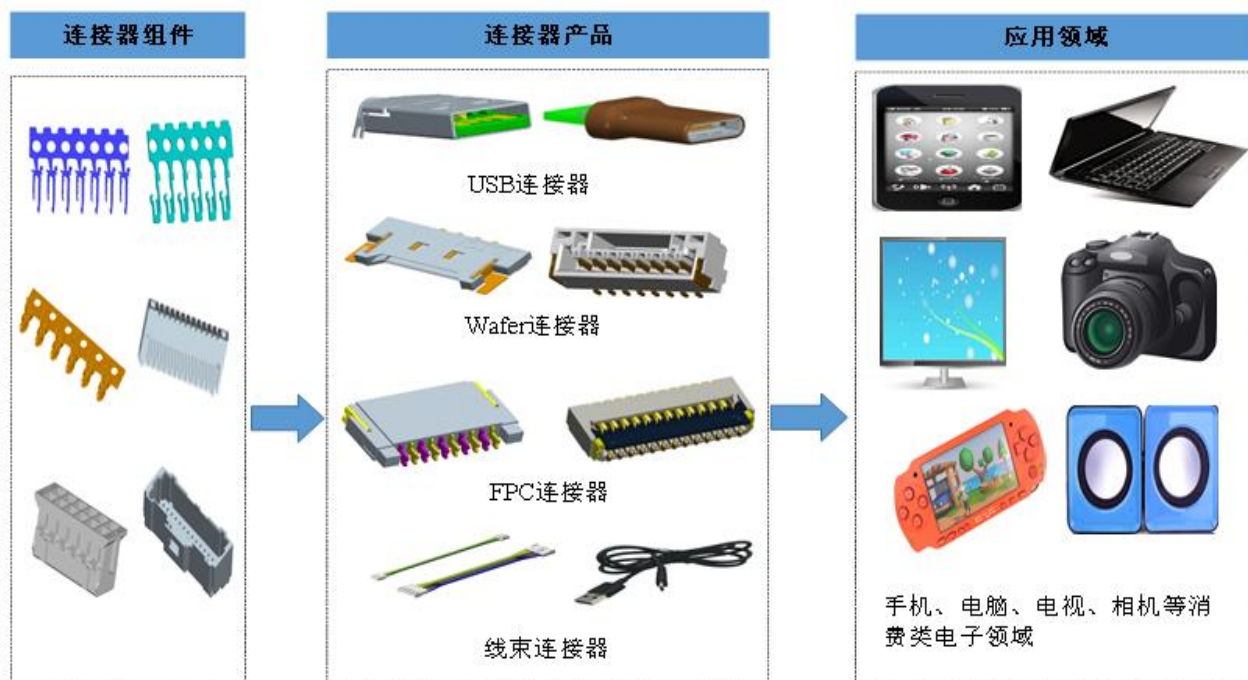 连接器组件
连接器产品
应用领域
USB连接器
Wafer连接器
FPC连接器
线束连接器
手机、电脑、电视、相机等消
费类电子领域